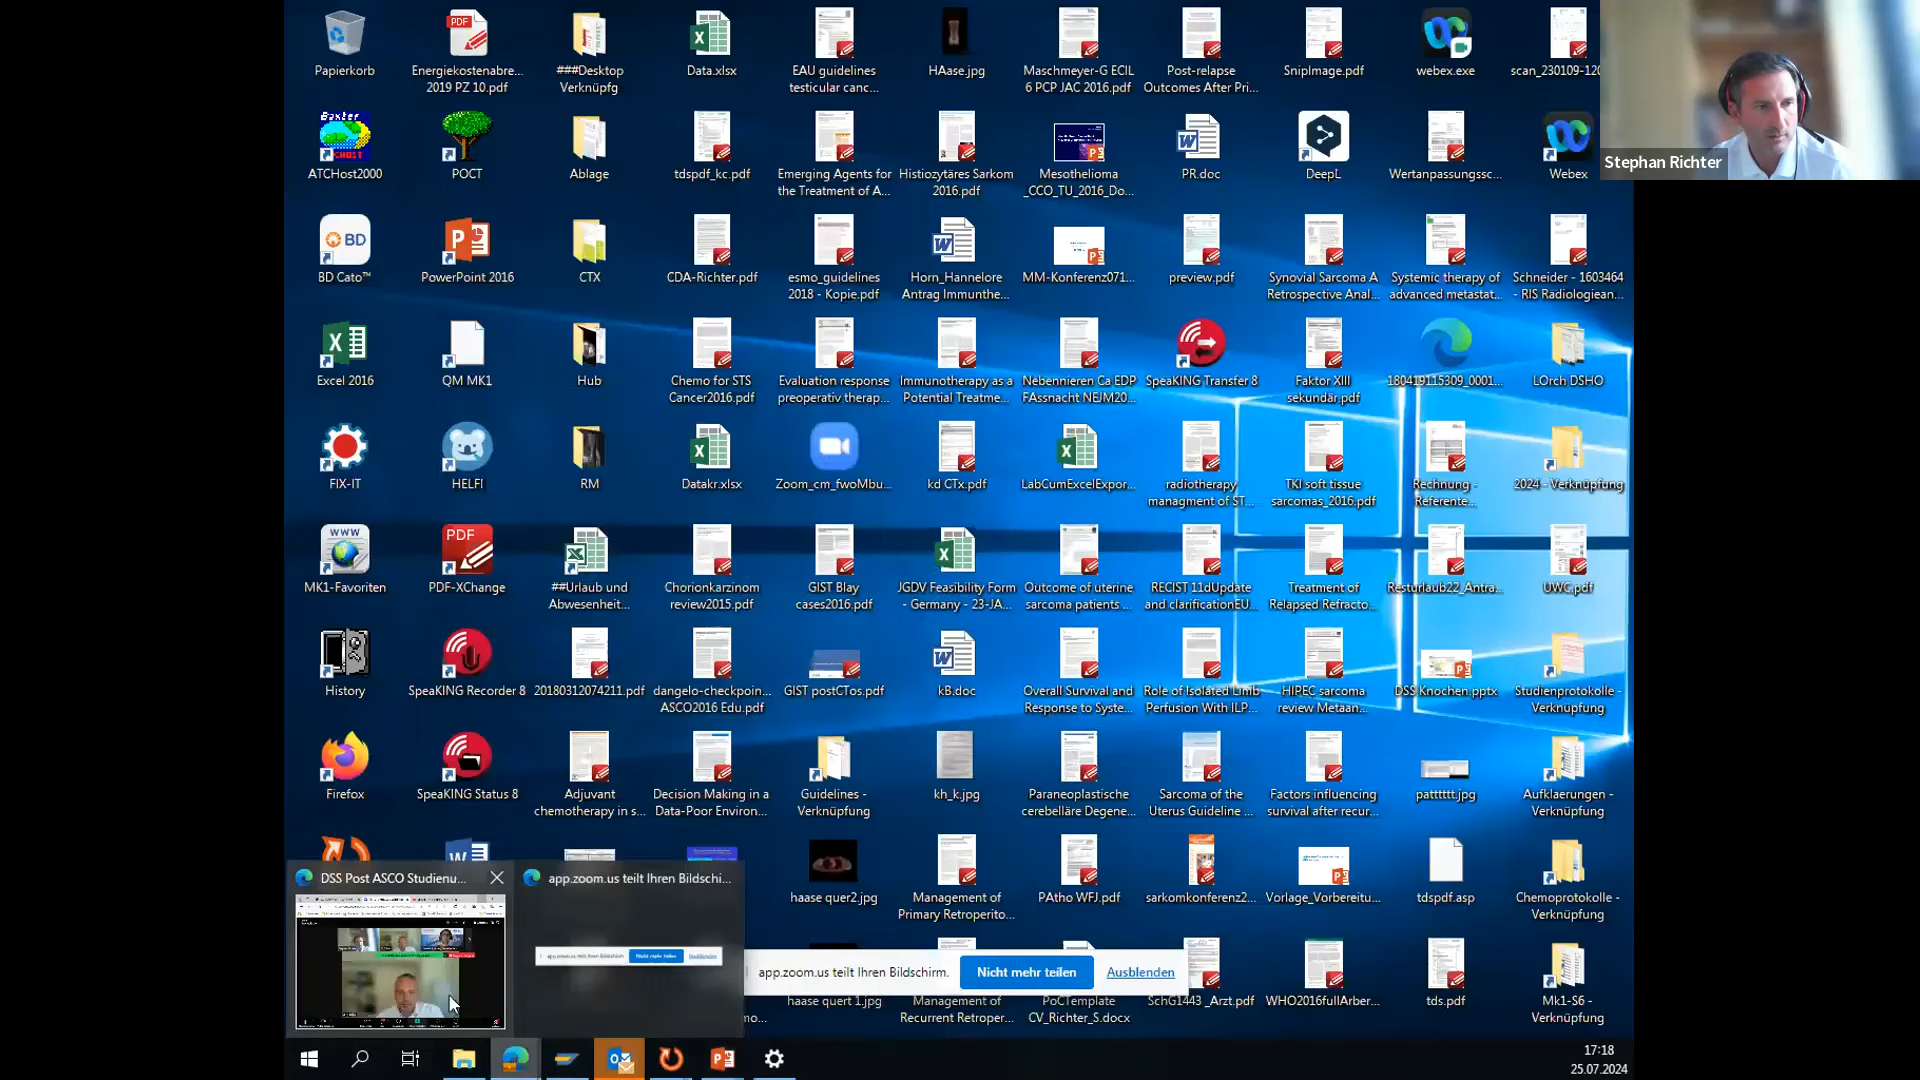 Papierkorb
Energiekostenabre...
2019 PZ 10.pdf
###Desktop
Verknüpfg
Data.xlsx
EAU guidelines
testicular canc...
HAase.jpg
Maschmeyer-G ECIL
6 PCP JAC 2016.pdf
Post-relapse
Outcomes After Pri...
SnipImage.pdf
webex.exe
scan_230109-120
Stephan Richter
Baxter
ATCHost2000
POCT
Ablage
tdspdf_kc.pdf
Emerging Agents for
the Treatment of A...
Histiozytäres Sarkom
2016.pdf
Mesothelioma
_CCO_TU_2016_Do...
PR.doc
DeepL
Wertanpassungssc...
Webex
BD
BD Cato™
PowerPoint 2016
CTX
CDA-Richter.pdf
esmo_guidelines
2018 - Kopie.pdf
Horn_Hannelore
Antrag Immunthe...
MM-Konferenz071...
preview.pdf
Synovial Sarcoma A
Retrospective Anal...
Systemic therapy of
advanced metastat...
Schneider - 1603464
- RIS Radiologiean...
Excel 2016
QM MK1
Hub
Chemo for STS
Cancer2016.pdf
Evaluation response
preoperativ therap...
Immunotherapy as a
Potential Treatme...
Nebennieren Ca EDP
FAssnacht NEJM20...
SpeaKING Transfer 8
Faktor XIII
sekundär.pdf
180419115309_0001...
LOrch DSHO
FIX-IT
HELFI
RM
Datakr.xlsx
Zoom_cm_fwoMbu...
kd CTx.pdf
LabCumExcelExpor...
radiotherapy
managment of ST...
TKI soft tissue
sarcomas_2016.pdf
Rechnung -
Referente...
2024 - Verknüpfung
WWW
MK1-Favoriten
PDF
PDF-XChange
##Urlaub und
Abwesenheit...
Chorionkarzinom
review2015.pdf
GIST Blay
cases2016.pdf
JGDV Feasibility Form
- Germany - 23-JA...
Outcome of uterine
sarcoma patients ...
RECIST 11dUpdate
and clarificationEU...
Treatment of
Relapsed Refracto...
Resturlaub22_Antra...
UWC.pdf
History
SpeaKING Recorder 8
20180312074211.pdf
dangelo-checkpoin...
ASCO2016 Edu.pdf
GIST postCTos.pdf
kB.doc
Overall Survival and
Response to Syste...
Role of Isolated Limb
Perfusion With ILP...
HIPEC sarcoma
review Metaan...
DSS Knochen.pptx
Studienprotokolle -
Verknüpfung
Firefox
SpeaKING Status 8
Adjuvant
chemotherapy in s...
Decision Making in a
Data-Poor Environ...
Guidelines -
Verknüpfung
kh_k.jpg
Paraneoplastische
cerebelläre Degene...
Sarcoma of the
Uterus Guideline ...
Factors influencing
survival after recur...
patttttt.jpg
Aufklaerungen -
Verknüpfung
DSS Post ASCO Studienu...
app.zoom.us teilt Ihren Bildschi...
haase quer2.jpg
Management of
Primary Retroperito...
PAtho WFJ.pdf
sarkomkonferenz2...
Vorlage_Vorbereitu...
tdspdf.asp
Chemoprotokolle -
Verknüpfung
app.zoom.us teilt Ihren Bildschirm.
Nicht mehr teilen
Ausblenden
mo...
haase quert 1.jpg
Management of
Recurrent Retroper...
PoCTemplate
CV_Richter_S.docx
SchG1443 _Arzt.pdf
WHO2016fullArber...
tds.pdf
Mk1-S6 -
Verknüpfung
17:18
25.07.2024